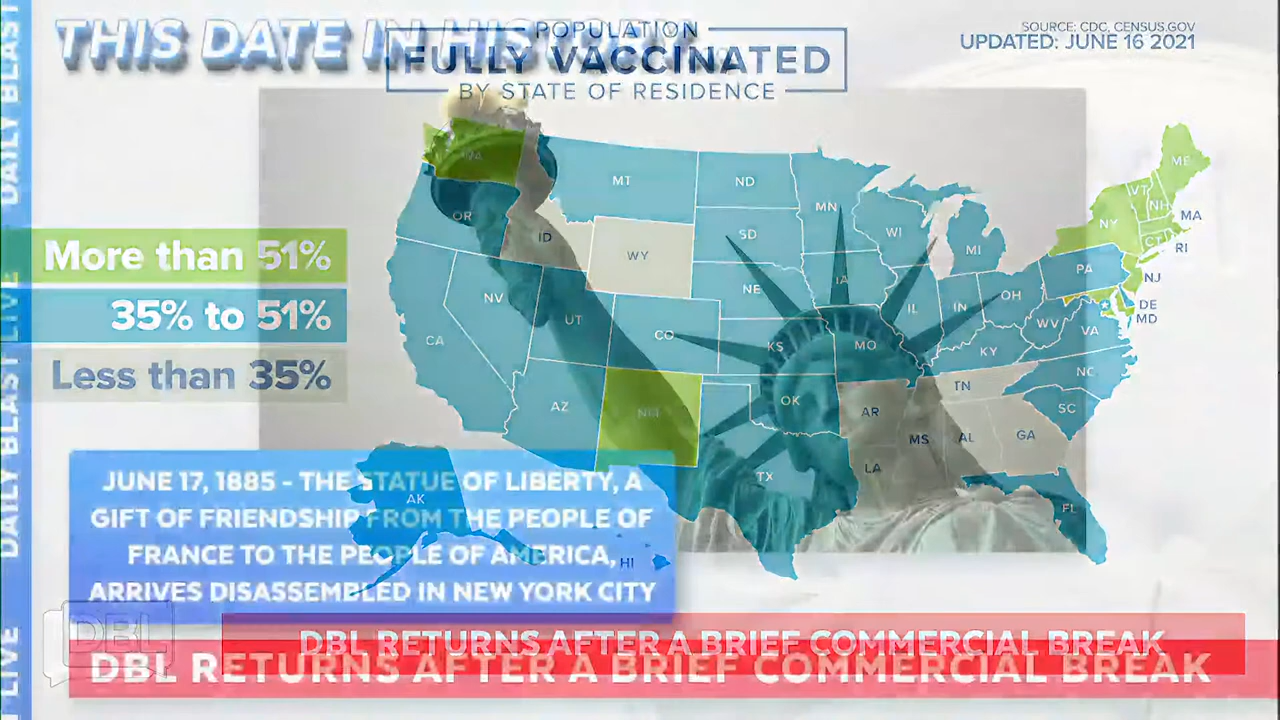 THIS DATE IN HISTORY
POPULATION
FULLY VACCINATED
BY STATE OF RESIDENCE
SOURCE: CDC, CENSUS.GOV
UPDATED: JUNE 16 2021
More than 51%
35% to 51%
Less than 35%
WA
MT
ND
MN
OR
ID
WY
SD
WI
MI
NV
UT
CO
NE
IA
IL
IN
OH
PA
NY
VT
NH
ME
MA
CT
RI
NJ
DE
MD
WV
VA
CA
AZ
NM
KS
MO
KY
NC
OK
AR
TN
SC
TX
LA
MS
AL
GA
FL
AK
HI
JUNE 17, 1885 - THE STATUE OF LIBERTY, A
GIFT OF FRIENDSHIP FROM THE PEOPLE OF
FRANCE TO THE PEOPLE OF AMERICA,
ARRIVES DISASSEMBLED IN NEW YORK CITY
DBL
DBL RETURNS AFTER A BRIEF COMMERCIAL BREAK
DBL RETURNS AFTER A BRIEF COMMERCIAL BREAK
DAILY BLAST
DAILY BLAST LIVE
LIVE